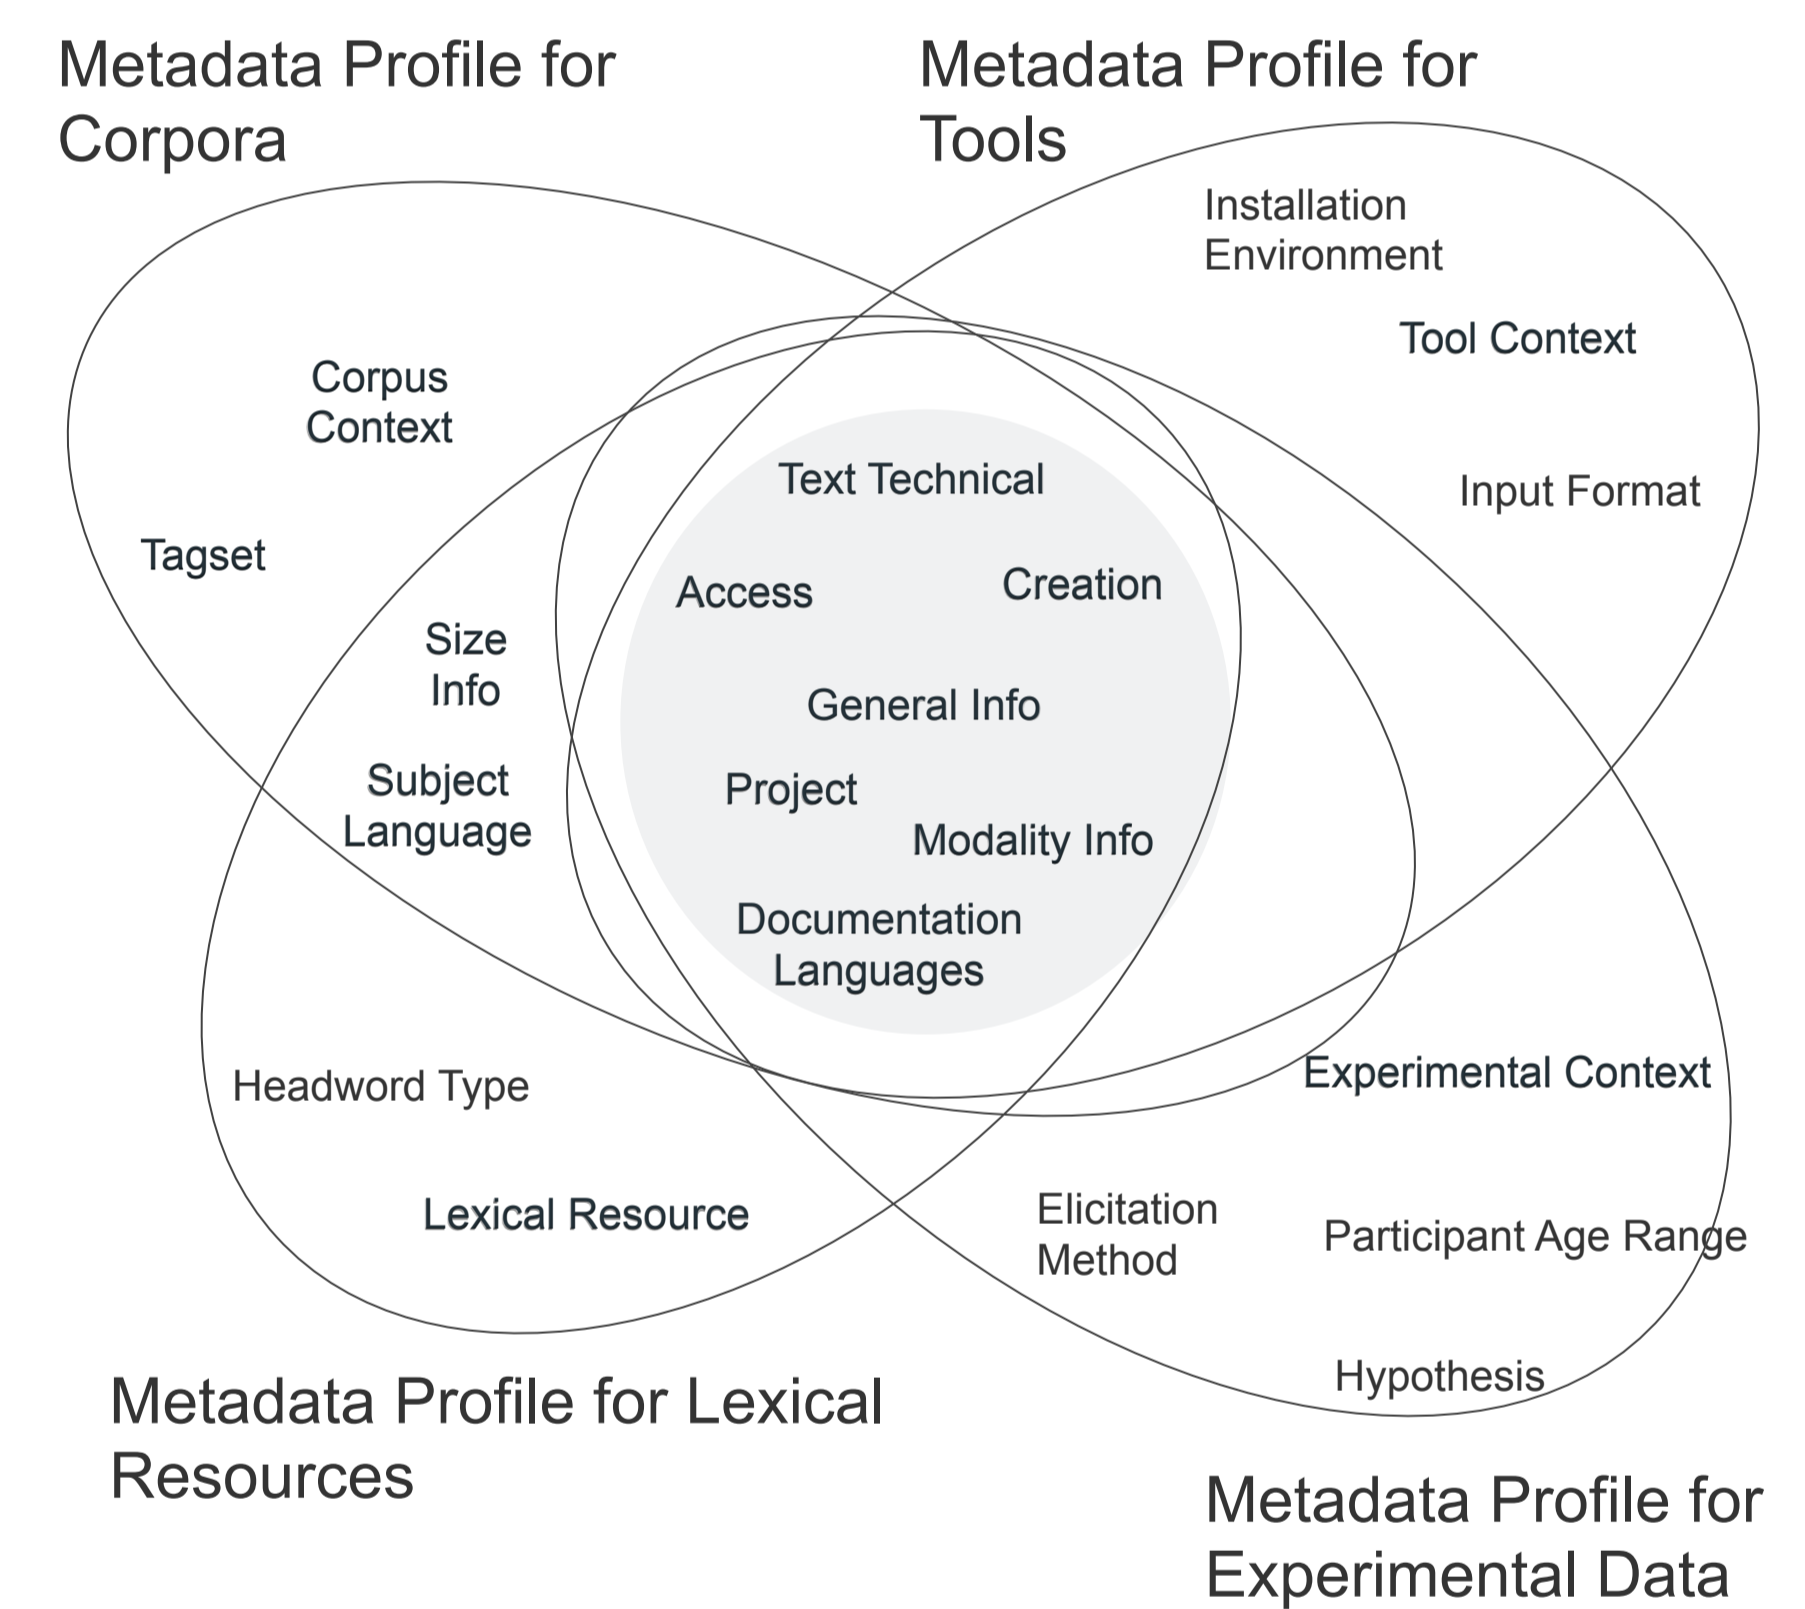 Metadata Profile for
Corpora
Metadata Profile for
Tools
Installation
Environment
Tool Context
Input Format
Corpus
Context
Tagset
Size
Info
Subject
Language
Text Technical
Access
Creation
General Info
Project
Modality Info
Documentation
Languages
Headword Type
Lexical Resource
Experimental Context
Elicitation
Method
Participant Age Range
Hypothesis
Metadata Profile for Lexical
Resources
Metadata Profile for
Experimental Data